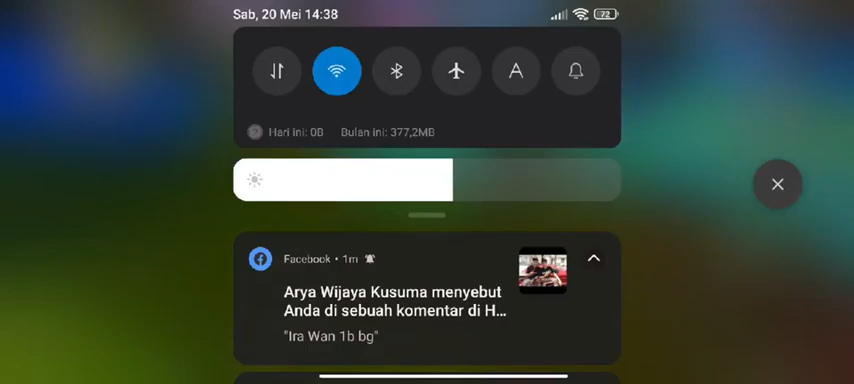 Sab, 20 Mei 14:38
72
A
Hari ini: 0B Bulan ini: 377,2MB
Facebook • 1m
Arya Wijaya Kusuma menyebut
Anda di sebuah komentar di H...
"Ira Wan 1b bg"